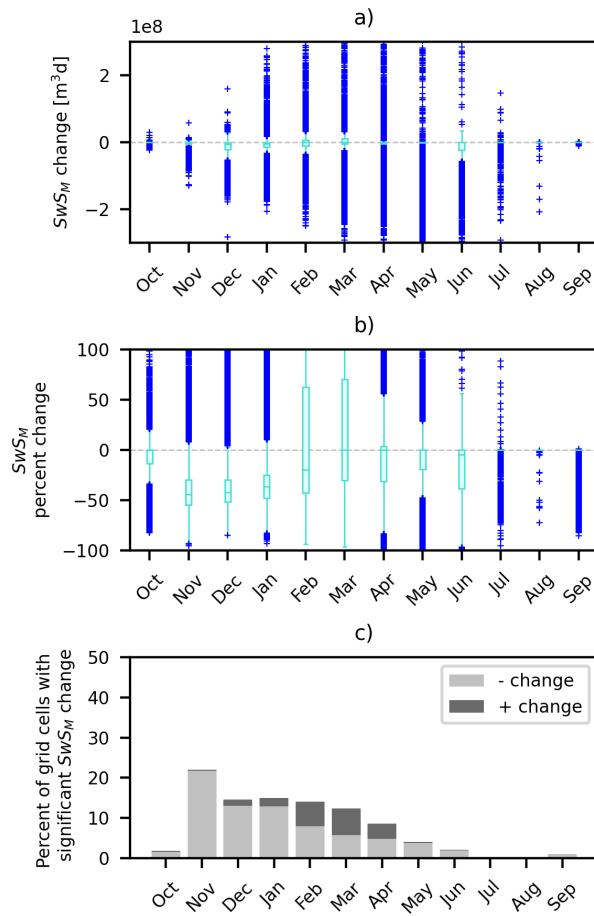 a)
1e8
2
0
−2
SwS_M change [m³d]
Oct Nov Dec Jan Feb Mar Apr May Jun Jul Aug Sep
b)
100
50
0
−50
−100
SwS_M
percent change
Oct Nov Dec Jan Feb Mar Apr May Jun Jul Aug Sep
c)
50
40
30
20
10
0
Percent of grid cells with
significant SwS_M change
- change
+ change
Oct Nov Dec Jan Feb Mar Apr May Jun Jul Aug Sep